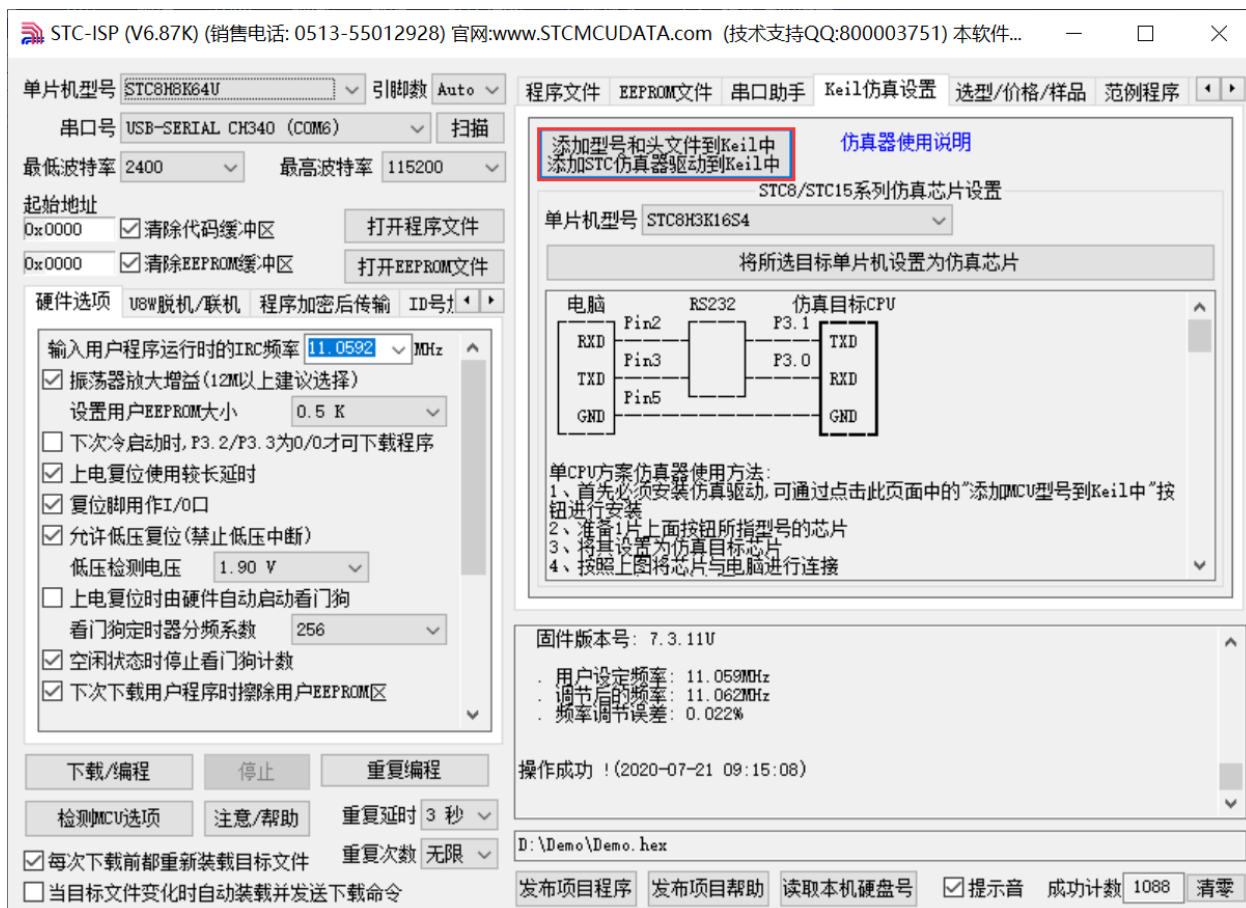 STC-ISP (V6.87K) (销售电话: 0513-55012928) 官网:www.STCMCUDATA.com (技术支持QQ:800003751) 本软件...
单片机型号 STC8H8K64U 引脚数 Auto
串口号 USB-SERIAL CH340 (COM6) 扫描
最低波特率 2400 最高波特率 115200
起始地址
0x0000 清除代码缓冲区 打开程序文件
0x0000 清除EEPROM缓冲区 打开EEPROM文件
硬件选项 U8W脱机/联机 程序加密后传输 ID号
输入用户程序运行时的IRC频率 11.0592 MHz
振荡器放大增益(12M以上建议选择)
设置用户EEPROM大小 0.5 K
下次冷启动时,P3.2/P3.3为0/0才可下载程序
上电复位使用较长延时
复位脚用作I/O口
允许低压复位(禁止低压中断)
低压检测电压 1.90 V
上电复位时由硬件自动启动看门狗
看门狗定时器分频系数 256
空闲状态时停止看门狗计数
下次下载用户程序时擦除用户EEPROM区
下载/编程 停止 重复编程
检测MCU选项 注意/帮助 重复延时 3 秒
每次下载前都重新装载目标文件 重复次数 无限
当目标文件变化时自动装载并发送下载命令
程序文件 EEPROM文件 串口助手 Keil仿真设置 选型/价格/样品 范例程序
添加型号和头文件到Keil中
添加STC仿真器驱动到Keil中
仿真器使用说明
STC8/STC15系列仿真芯片设置
单片机型号 STC8H3K16S4
将所选目标单片机设置为仿真芯片
电脑 RS232 仿真目标CPU
Pin2 P3.1
RXD TXD
Pin3 P3.0
TXD RXD
Pin5
GND GND
单CPU方案仿真器使用方法:
1、首先必须安装仿真驱动,可通过点击此页面中的"添加MCU型号到Keil中"按
钮进行安装
2、准备1片上面按钮所指型号的芯片
3、将其设置为仿真目标芯片
4、按照上图将芯片与电脑进行连接
固件版本号: 7.3.11U
. 用户设定频率: 11.059MHz
. 调节后的频率: 11.062MHz
. 频率调节误差: 0.022%
操作成功 !(2020-07-21 09:15:08)
D:\Demo\Demo.hex
发布项目程序 发布项目帮助 读取本机硬盘号 提示音 成功计数 1088 清零